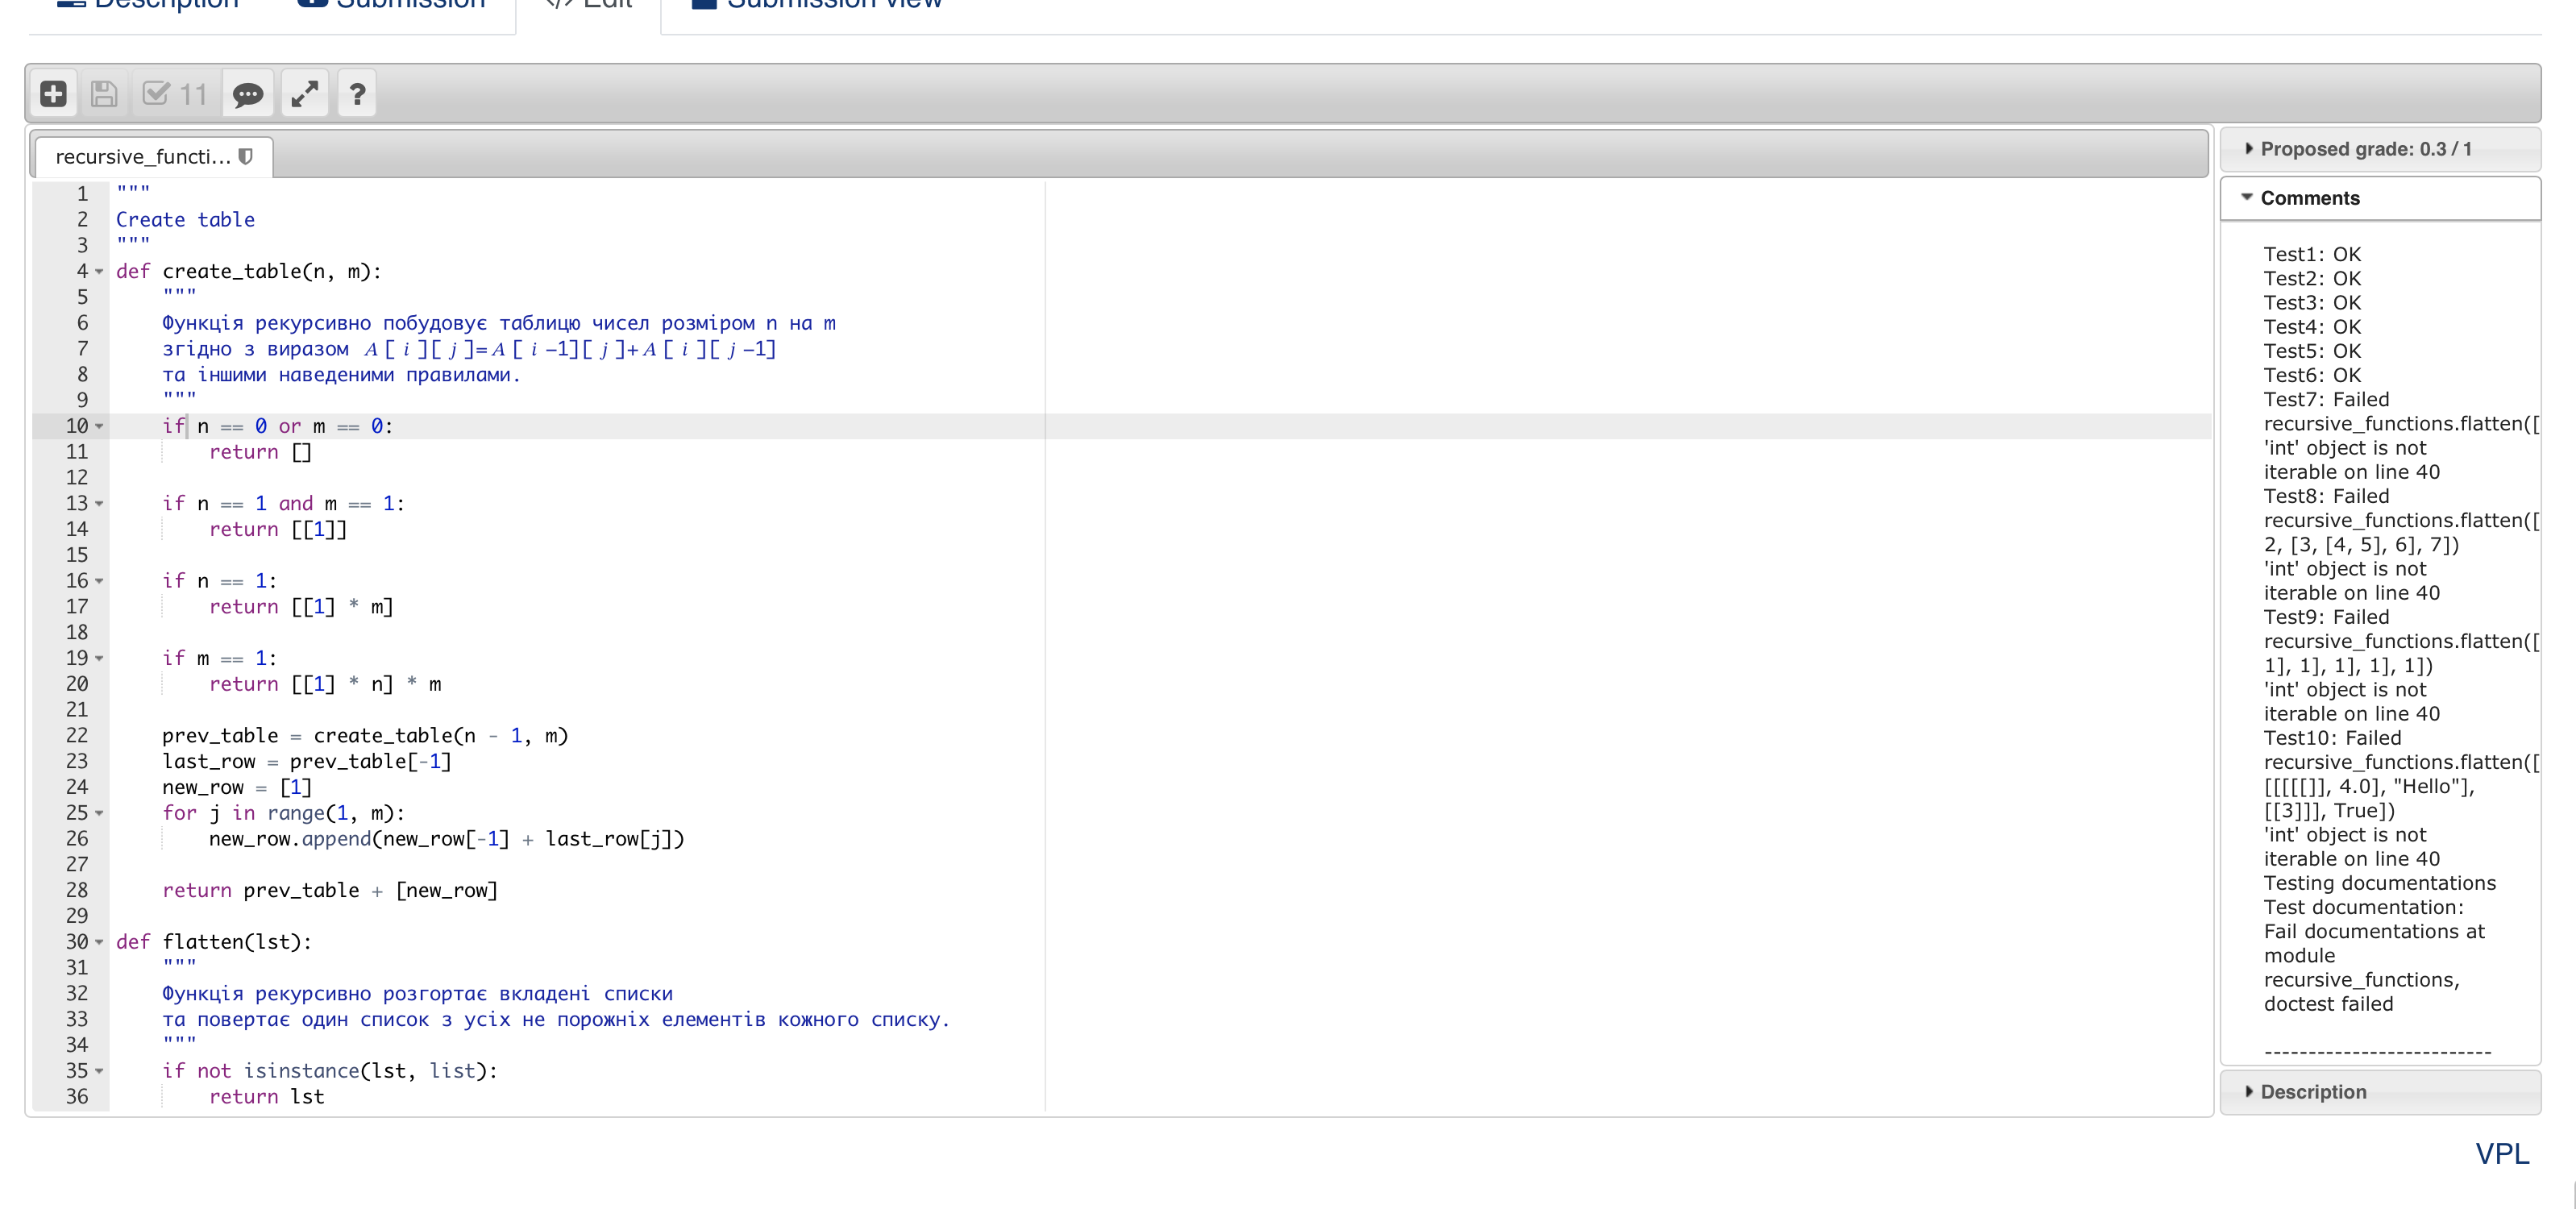 Description
Submission
</> Edit
Submission view
11
?
recursive_functi...
1 """
2 Create table
3 """
4 def create_table(n, m):
5 """
6 Функція рекурсивно побудовує таблицю чисел розміром n на m
7 згідно з виразом 𝐴[𝑖][𝑗]=𝐴[𝑖−1][𝑗]+𝐴[𝑖][𝑗−1]
8 та іншими наведеними правилами.
9 """
10 if n == 0 or m == 0:
11 return []
12
13 if n == 1 and m == 1:
14 return [[1]]
15
16 if n == 1:
17 return [[1] * m]
18
19 if m == 1:
20 return [[1] * n] * m
21
22 prev_table = create_table(n - 1, m)
23 last_row = prev_table[-1]
24 new_row = [1]
25 for j in range(1, m):
26 new_row.append(new_row[-1] + last_row[j])
27
28 return prev_table + [new_row]
29
30 def flatten(lst):
31 """
32 Функція рекурсивно розгортає вкладені списки
33 та повертає один список з усіх не порожніх елементів кожного списку.
34 """
35 if not isinstance(lst, list):
36 return lst
Proposed grade: 0.3 / 1
Comments
Test1: OK
Test2: OK
Test3: OK
Test4: OK
Test5: OK
Test6: OK
Test7: Failed
recursive_functions.flatten([
'int' object is not
iterable on line 40
Test8: Failed
recursive_functions.flatten([
2, [3, [4, 5], 6], 7])
'int' object is not
iterable on line 40
Test9: Failed
recursive_functions.flatten([
1], 1], 1], 1], 1])
'int' object is not
iterable on line 40
Test10: Failed
recursive_functions.flatten([
[[[[[]], 4.0], "Hello"],
[[3]]], True])
'int' object is not
iterable on line 40
Testing documentations
Test documentation:
Fail documentations at
module
recursive_functions,
doctest failed
--------------------------
Description
VPL